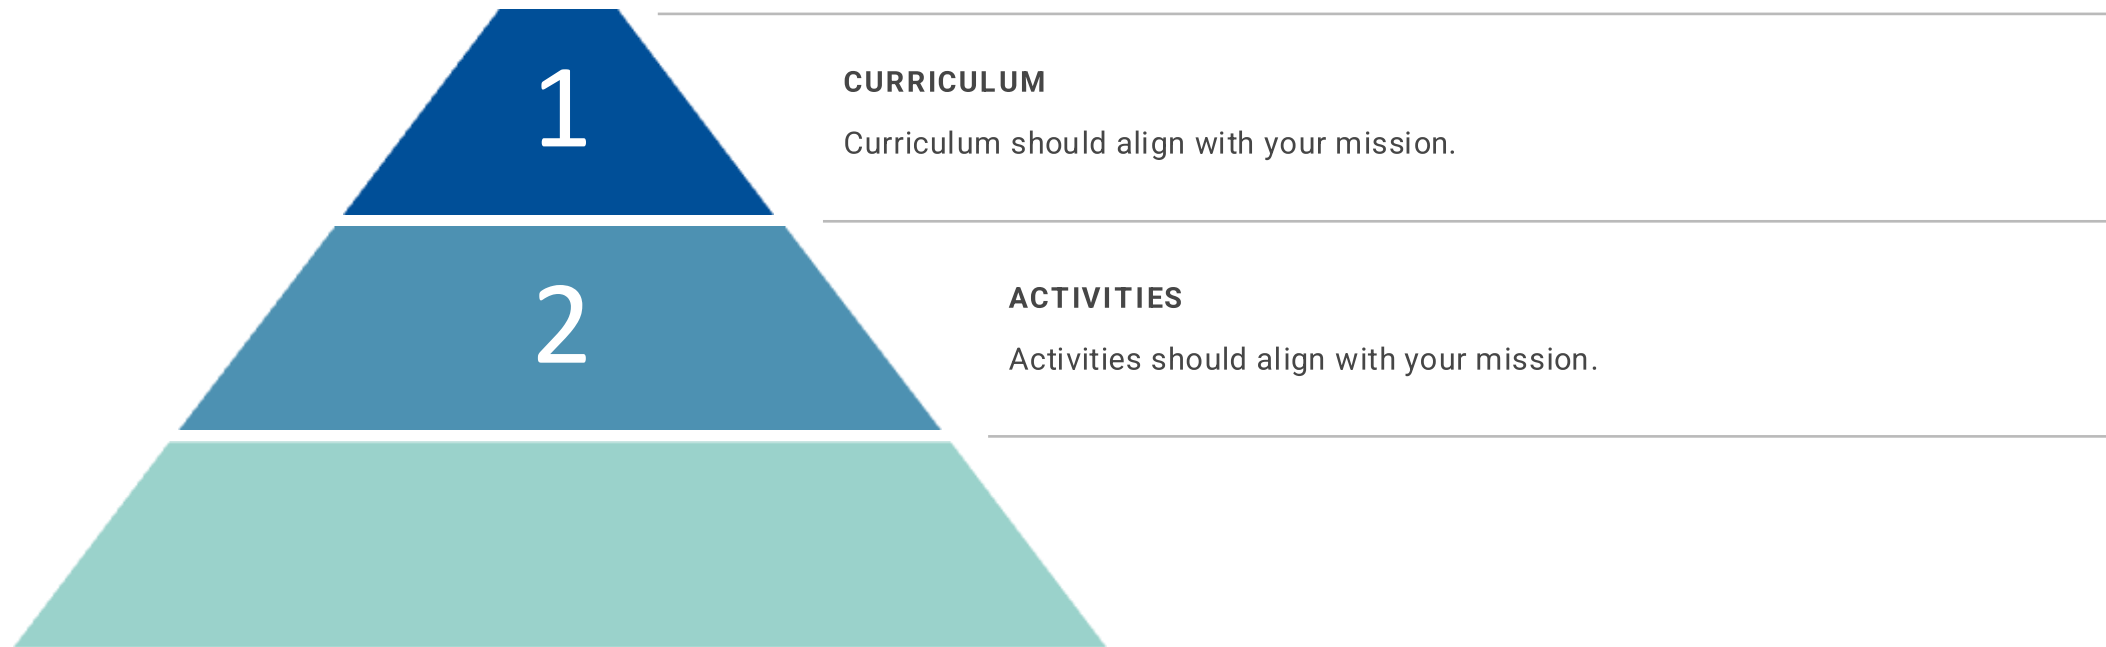 1
CURRICULUM
Curriculum should align with your mission.
2
ACTIVITIES
Activities should align with your mission.